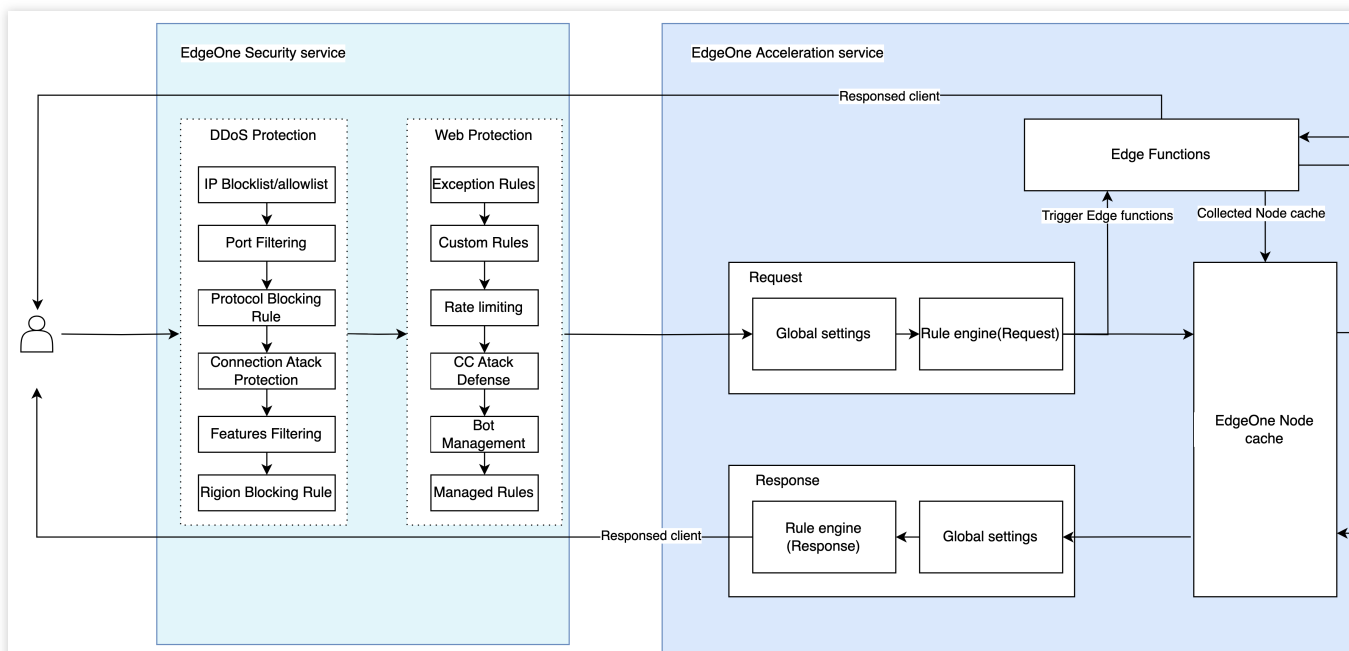 EdgeOne Security service
EdgeOne Acceleration service
Responsed client
DDoS Protection
IP Blocklist/allowlist
Port Filtering
Protocol Blocking
Rule
Connection Atack
Protection
Features Filtering
Rigion Blocking Rule
Web Protection
Exception Rules
Custom Rules
Rate limiting
CC Atack
Defense
Bot
Management
Managed Rules
Edge Functions
Trigger Edge functions
Collected Node cache
Request
Global settings
Rule engine(Request)
EdgeOne Node
cache
Response
Rule engine
(Response)
Global settings
Responsed client